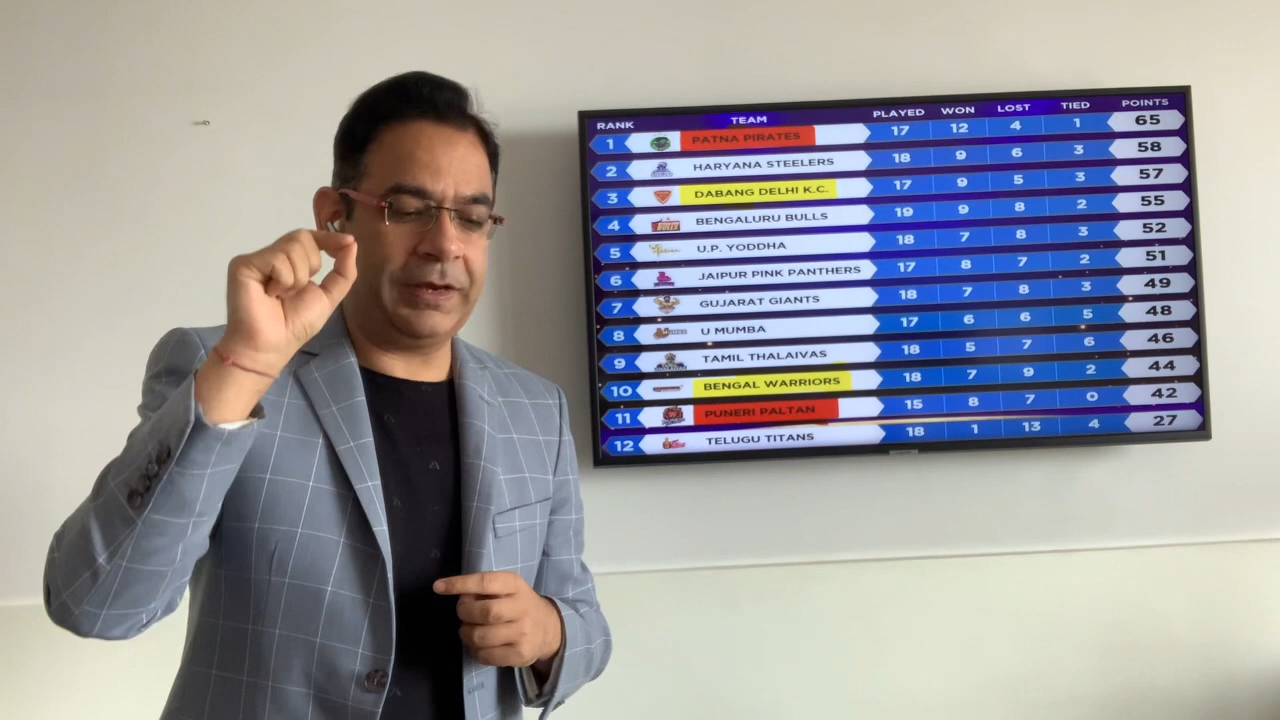 RANK TEAM PLAYED WON LOST TIED POINTS
1 PATNA PIRATES 17 12 4 1 65
2 HARYANA STEELERS 18 9 6 3 58
3 DABANG DELHI K.C. 17 9 5 3 57
4 BULLS BENGALURU BULLS 19 9 8 2 55
5 U.P. YODDHA 18 7 8 3 52
6 JAIPUR PINK PANTHERS 17 8 7 2 51
7 GUJARAT GIANTS 18 7 8 3 49
8 U MUMBA 17 6 6 5 48
9 TAMIL THALAIVAS 18 5 7 6 46
10 BENGAL WARRIORS 18 7 9 2 44
11 PUNERI PALTAN 15 8 7 0 42
12 TELUGU TITANS 18 1 13 4 27